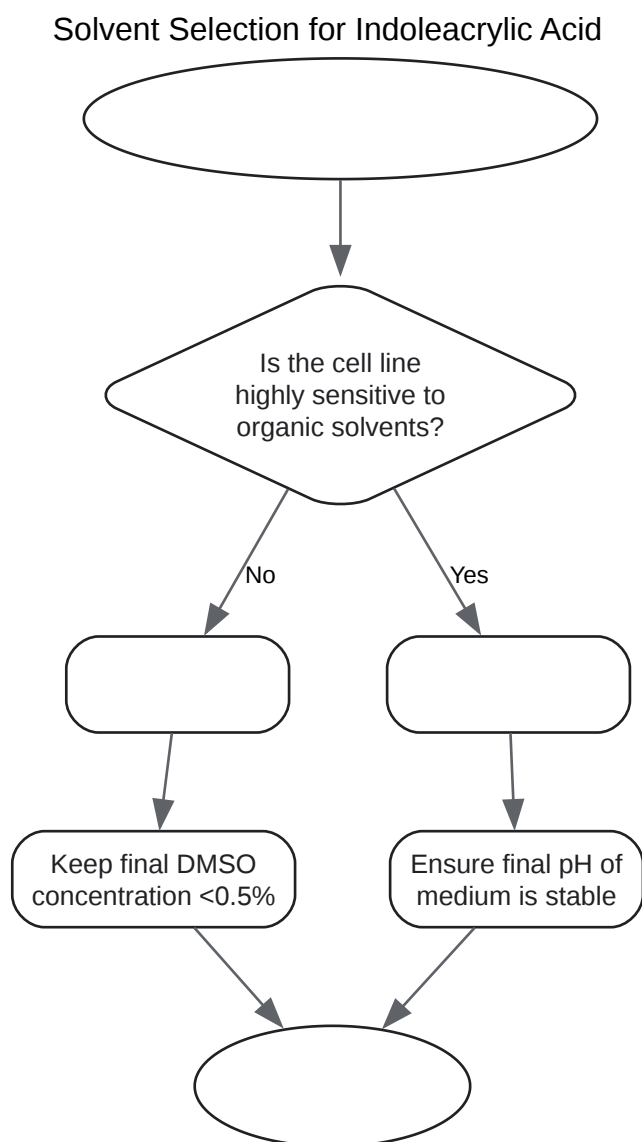 Solvent Selection for Indoleacrylic Acid
Is the cell line
highly sensitive to
organic solvents?
No
Yes
Keep final DMSO
concentration <0.5%
Ensure final pH of
medium is stable